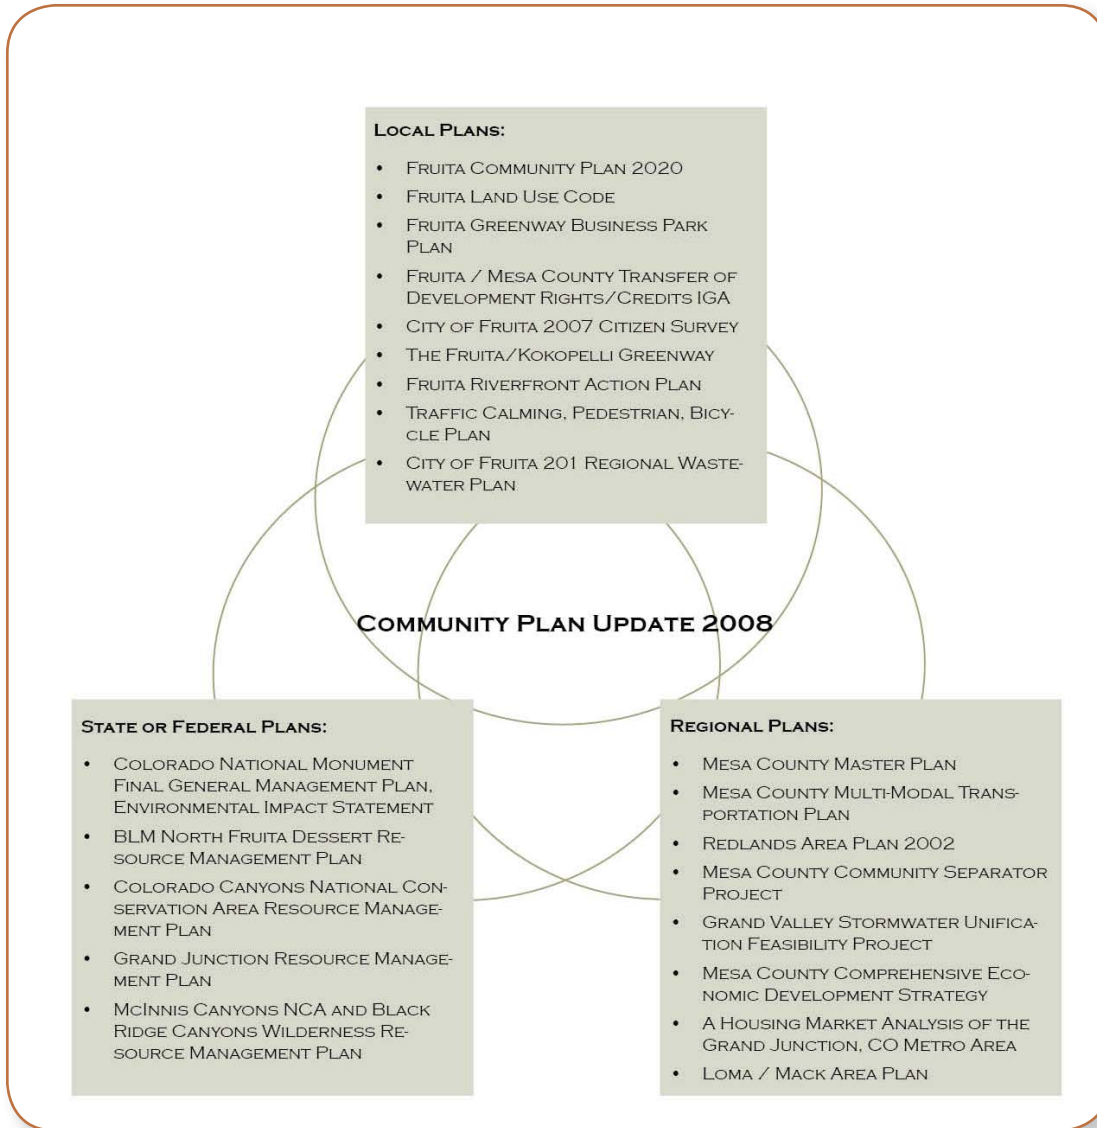 Local Plans:
• Fruita Community Plan 2020
• Fruita Land Use Code
• Fruita Greenway Business Park
Plan
• Fruita / Mesa County Transfer of
Development Rights/Credits IGA
• City of Fruita 2007 Citizen Survey
• The Fruita/Kokopelli Greenway
• Fruita Riverfront Action Plan
• Traffic Calming, Pedestrian, Bicy-
cle Plan
• City of Fruita 201 Regional Waste-
water Plan
Community Plan Update 2008
State or Federal Plans:
• Colorado National Monument
Final General Management Plan,
Environmental Impact Statement
• BLM North Fruita Dessert Re-
source Management Plan
• Colorado Canyons National Con-
servation Area Resource Manage-
ment Plan
• Grand Junction Resource Manage-
ment Plan
• McInnis Canyons NCA and Black
Ridge Canyons Wilderness Re-
source Management Plan
Regional Plans:
• Mesa County Master Plan
• Mesa County Multi-Modal Trans-
portation Plan
• Redlands Area Plan 2002
• Mesa County Community Separator
Project
• Grand Valley Stormwater Unifica-
tion Feasibility Project
• Mesa County Comprehensive Eco-
nomic Development Strategy
• A Housing Market Analysis of the
Grand Junction, CO Metro Area
• Loma / Mack Area Plan